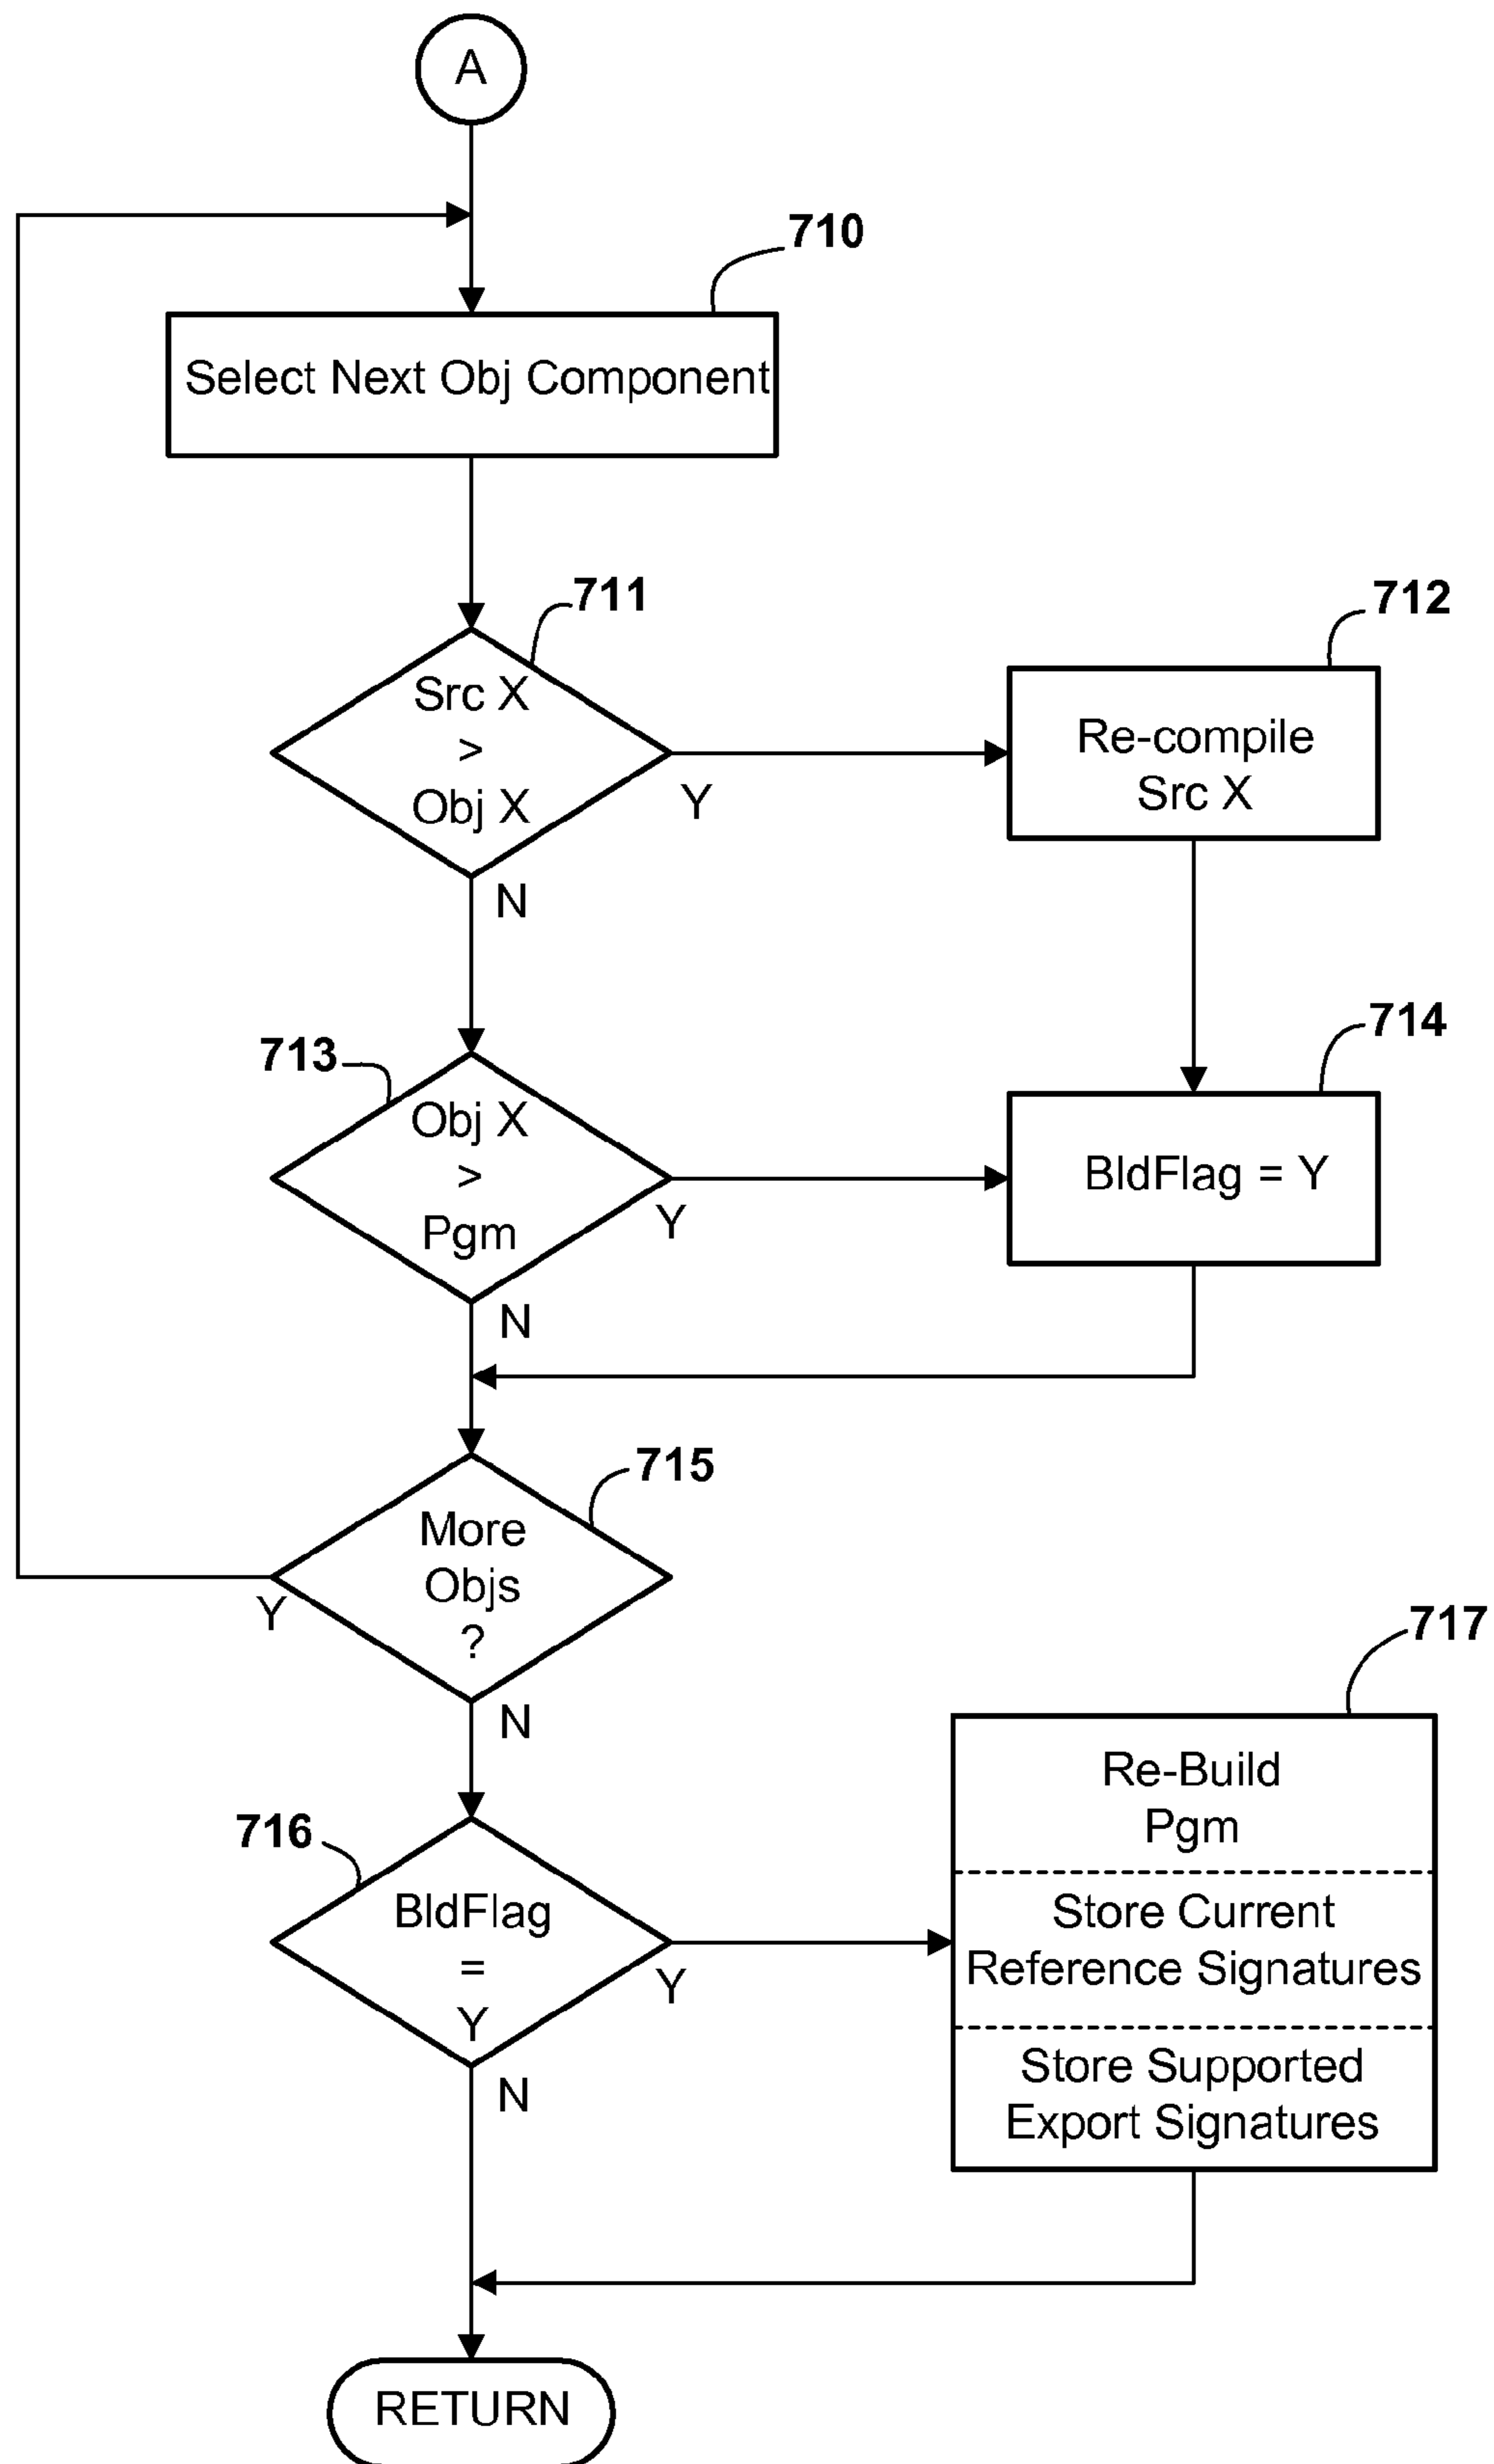 A
710
Select Next Obj Component
711
Src X
>
Obj X
Y
N
712
Re-compile
Src X
713
Obj X
>
Pgm
Y
N
714
BldFlag = Y
715
More
Objs
?
Y
N
716
BldFlag
=
Y
Y
N
717
Re-Build
Pgm
Store Current
Reference Signatures
Store Supported
Export Signatures
RETURN